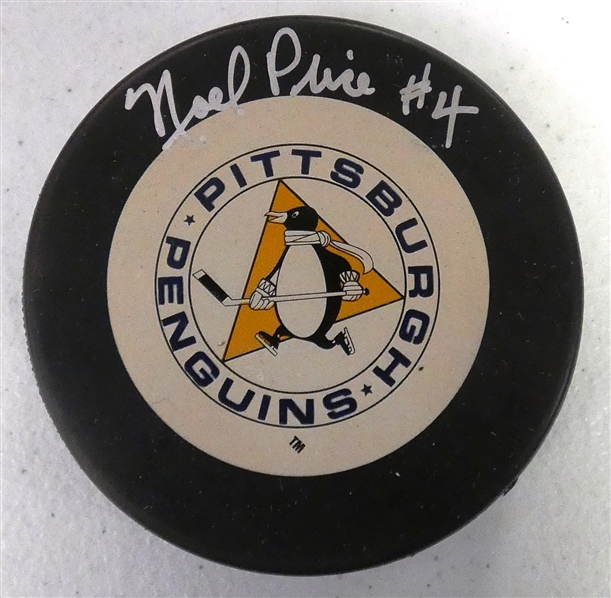 Noel Price #4
PITTSBURGH
★ PENGUINS ★
TM